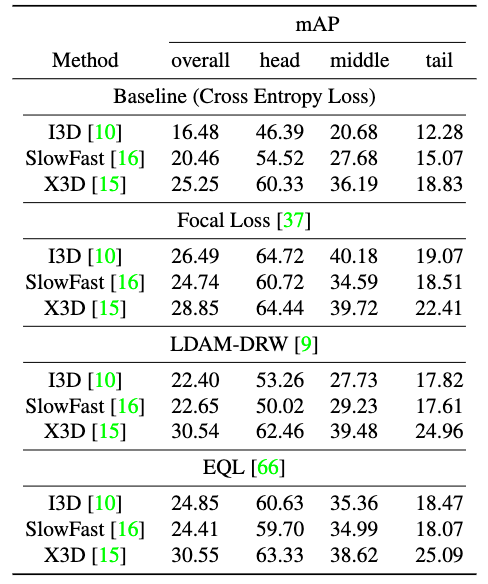 mAP
Method overall head middle tail
Baseline (Cross Entropy Loss)
I3D [10] 16.48 46.39 20.68 12.28
SlowFast [16] 20.46 54.52 27.68 15.07
X3D [15] 25.25 60.33 36.19 18.83
Focal Loss [37]
I3D [10] 26.49 64.72 40.18 19.07
SlowFast [16] 24.74 60.72 34.59 18.51
X3D [15] 28.85 64.44 39.72 22.41
LDAM-DRW [9]
I3D [10] 22.40 53.26 27.73 17.82
SlowFast [16] 22.65 50.02 29.23 17.61
X3D [15] 30.54 62.46 39.48 24.96
EQL [66]
I3D [10] 24.85 60.63 35.36 18.47
SlowFast [16] 24.41 59.70 34.99 18.07
X3D [15] 30.55 63.33 38.62 25.09